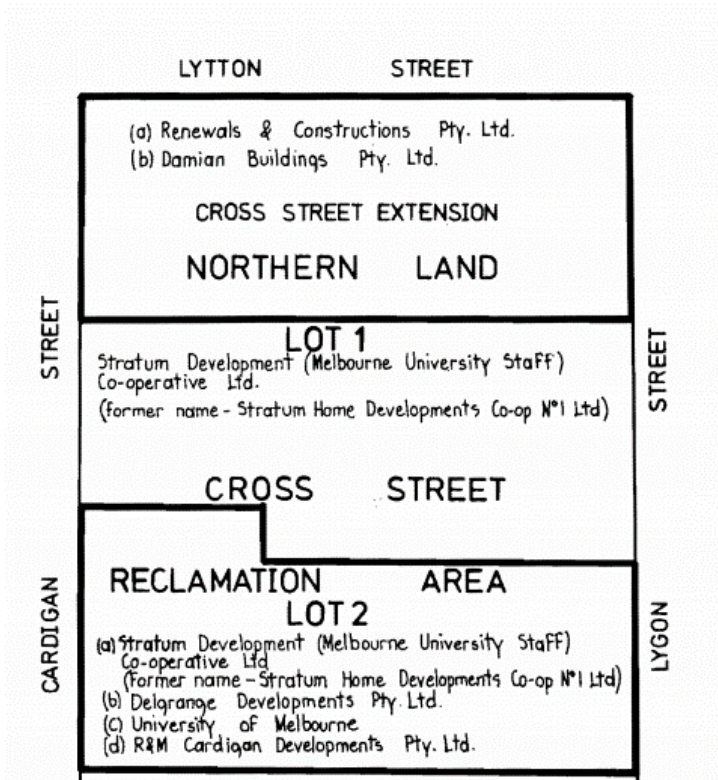 LYTTON STREET
(a) Renewals & Constructions Pty. Ltd.
(b) Damian Buildings Pty. Ltd.
CROSS STREET EXTENSION
NORTHERN LAND
STREET
STREET
LOT 1
Stratum Development (Melbourne University Staff)
Co-operative Ltd.
(former name - Stratum Home Developments Co-op Nº1 Ltd)
CROSS STREET
CARDIGAN
LYGON
RECLAMATION AREA
LOT 2
(a) Stratum Development (Melbourne University Staff)
Co-operative Ltd
(former name - Stratum Home Developments Co-op Nº1 Ltd)
(b) Delgrange Developments Pty. Ltd.
(c) University of Melbourne
(d) R&M Cardigan Developments Pty. Ltd.